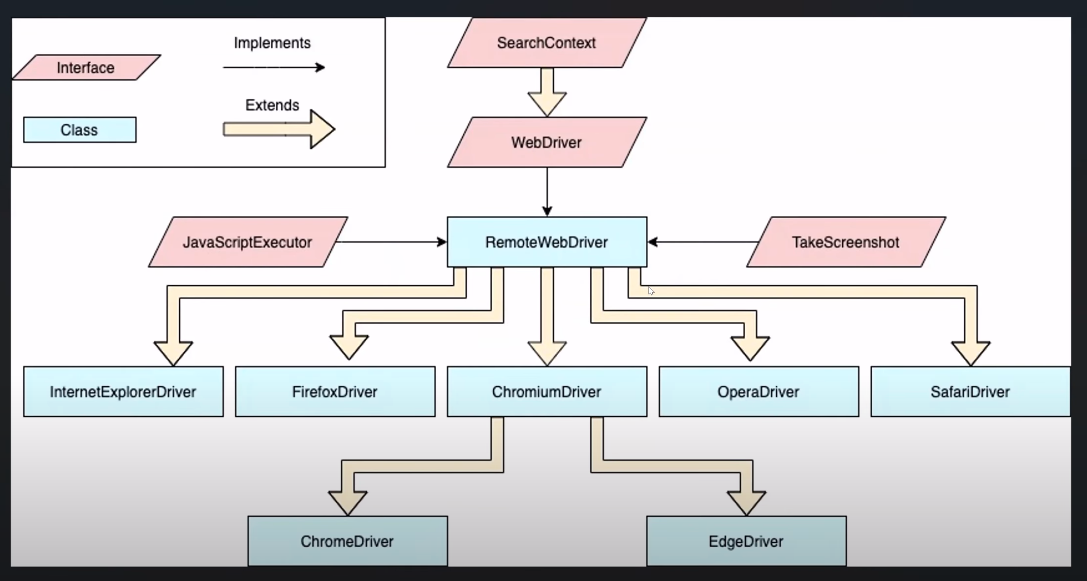 Implements
Interface
Extends
Class
SearchContext
WebDriver
JavaScriptExecutor
RemoteWebDriver
TakeScreenshot
InternetExplorerDriver
FirefoxDriver
ChromiumDriver
OperaDriver
SafariDriver
ChromeDriver
EdgeDriver